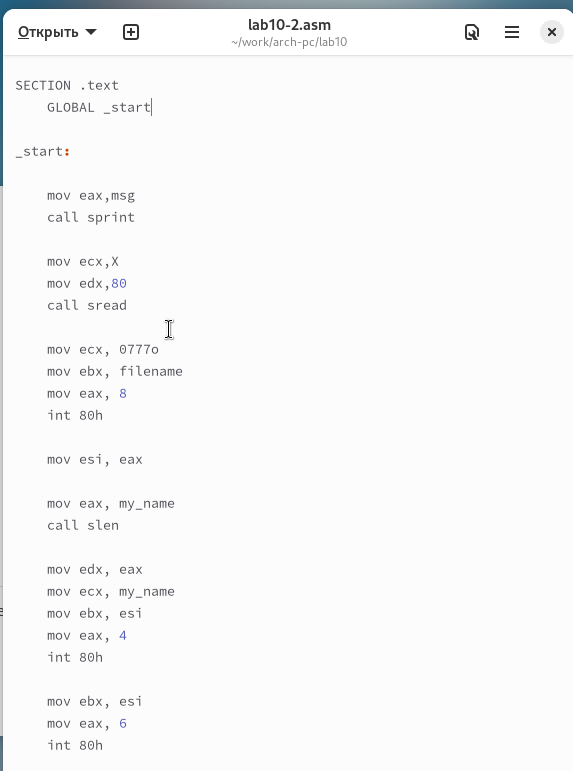 Открыть
lab10-2.asm
~/work/arch-pc/lab10
SECTION .text
GLOBAL _start
_start:
mov eax,msg
call sprint
mov ecx,X
mov edx,80
call sread
mov ecx, 0777o
mov ebx, filename
mov eax, 8
int 80h
mov esi, eax
mov eax, my_name
call slen
mov edx, eax
mov ecx, my_name
mov ebx, esi
mov eax, 4
int 80h
mov ebx, esi
mov eax, 6
int 80h